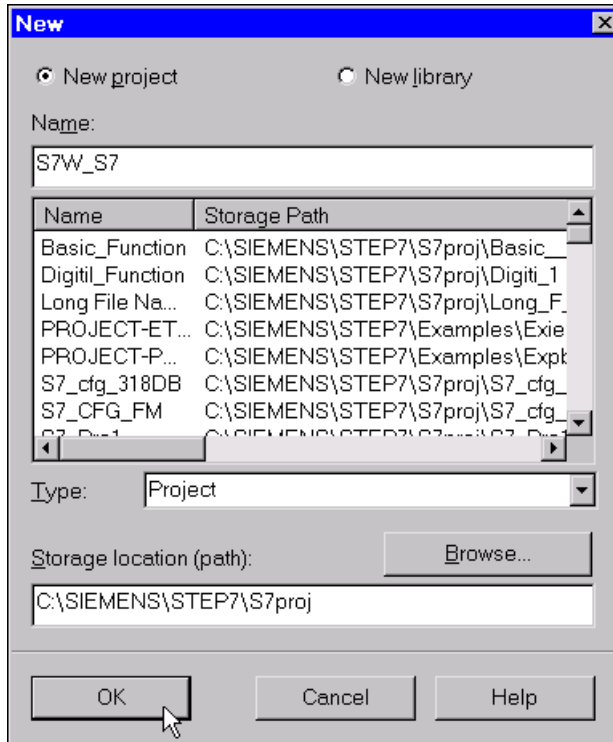 New
New project New library
Name:
S7W_S7
Name Storage Path
Basic_Function C:\SIEMENS\STEP7\S7proj\Basic__
Digitil_Function C:\SIEMENS\STEP7\S7proj\Digiti_1
Long File Na... C:\SIEMENS\STEP7\S7proj\Long_F_
PROJECT-ET... C:\SIEMENS\STEP7\Examples\Exie
PROJECT-P... C:\SIEMENS\STEP7\Examples\Expb
S7_cfg_318DB C:\SIEMENS\STEP7\S7proj\S7_cfg_
S7_CFG_FM C:\SIEMENS\STEP7\S7proj\S7_cfg_
Type: Project
Storage location (path): Browse...
C:\SIEMENS\STEP7\S7proj
OK Cancel Help